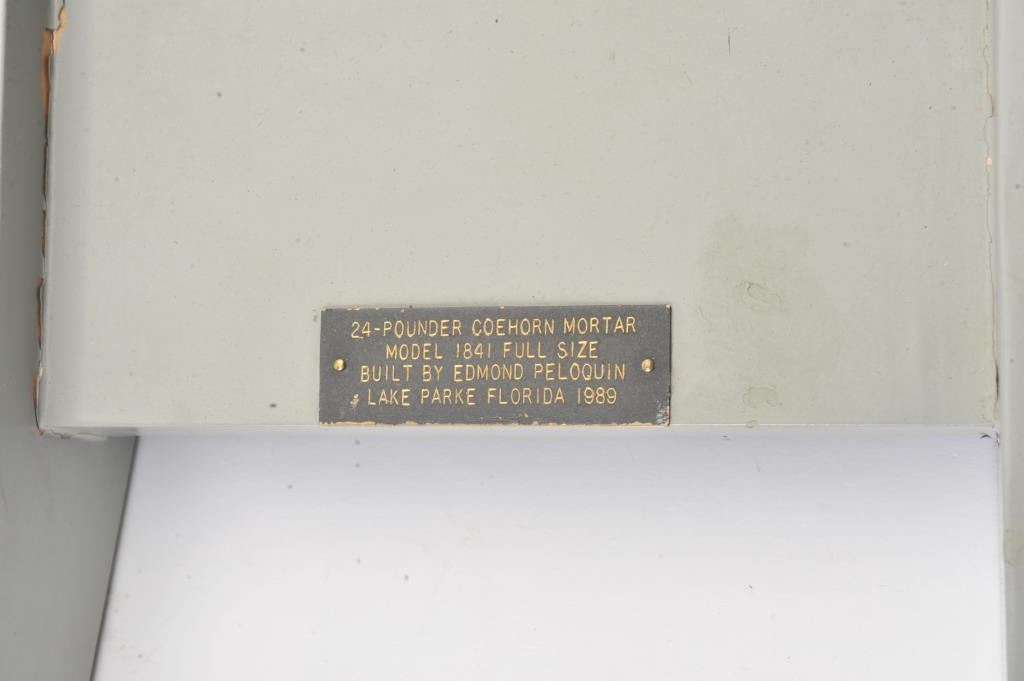 24-POUNDER COEHORN MORTAR
MODEL 1841 FULL SIZE
BUILT BY EDMOND PELOQUIN
LAKE PARKE FLORIDA 1989